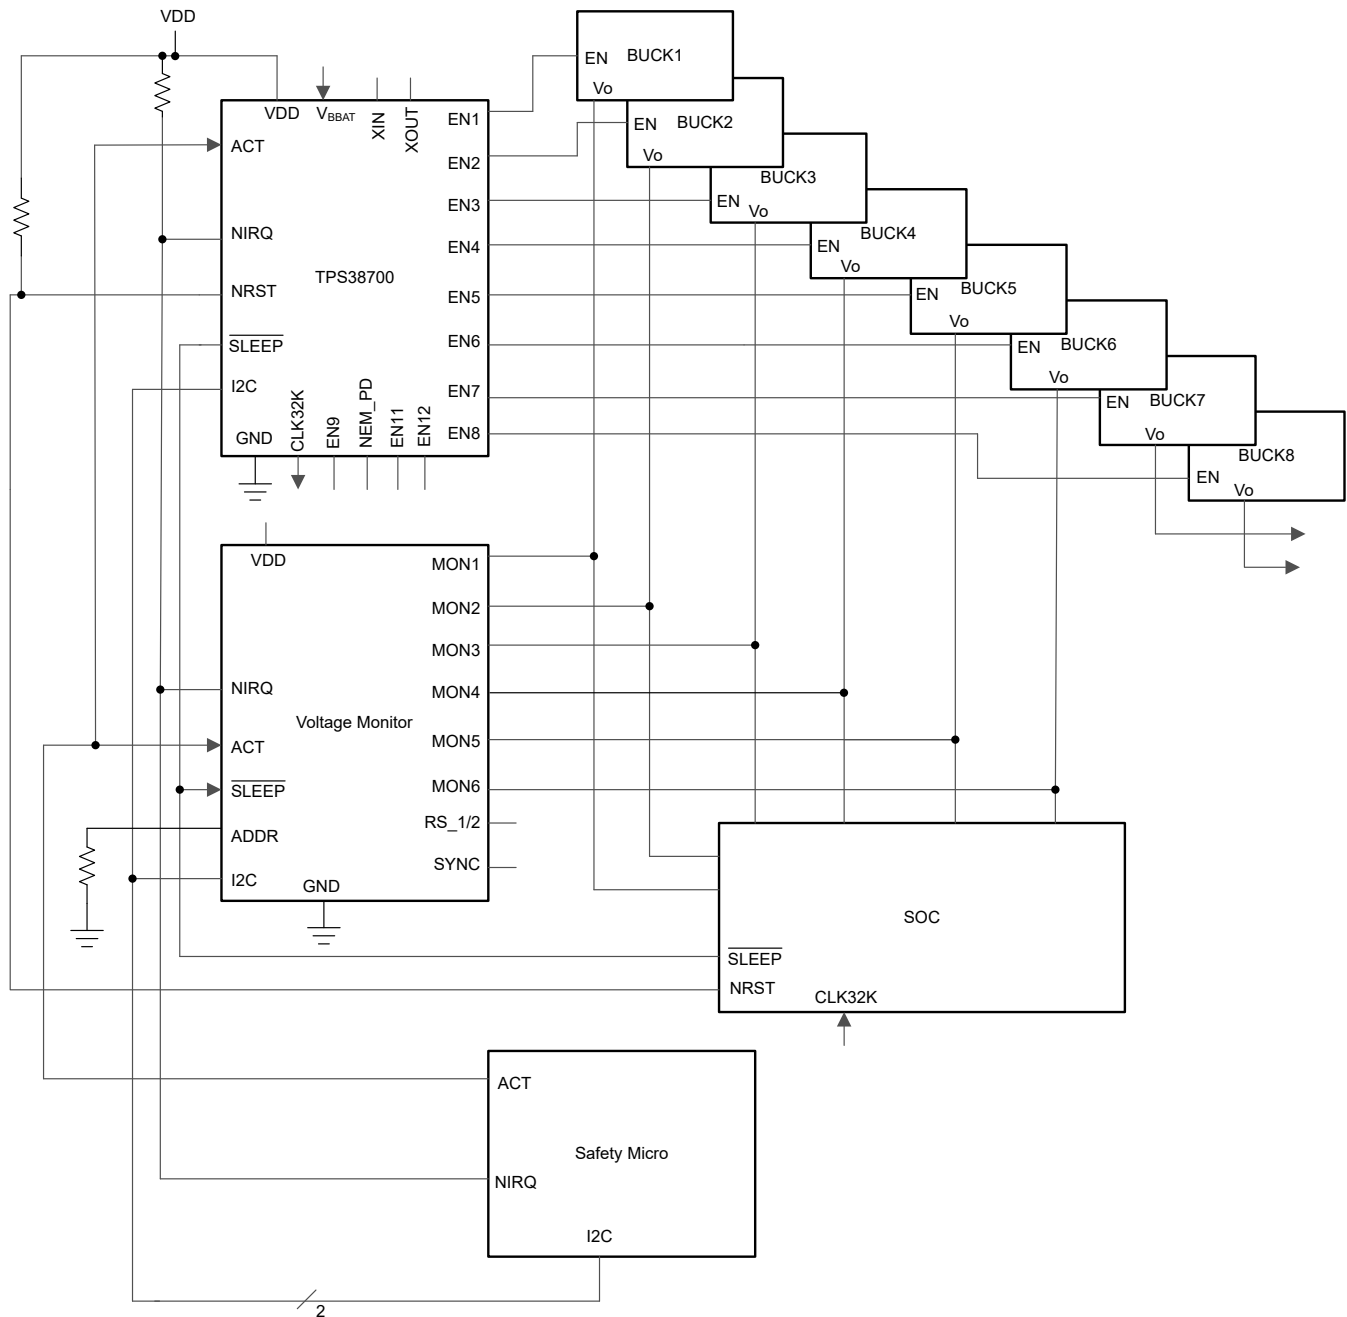 VDD
EN BUCK1
Vo
EN BUCK2
Vo
BUCK3
EN Vo
BUCK4
EN
Vo
BUCK5
EN
Vo
BUCK6
EN
Vo
BUCK7
EN
Vo
BUCK8
EN
Vo
VDD
VBBAT
XIN
XOUT
ACT
NIRQ
NRST
SLEEP
I2C
GND
TPS38700
EN1
EN2
EN3
EN4
EN5
EN6
EN7
EN8
CLK32K
EN9
NEM_PD
EN11
EN12
VDD
NIRQ
ACT
SLEEP
ADDR
I2C
GND
Voltage Monitor
MON1
MON2
MON3
MON4
MON5
MON6
RS_1/2
SYNC
SOC
SLEEP
NRST
CLK32K
ACT
Safety Micro
NIRQ
I2C
2